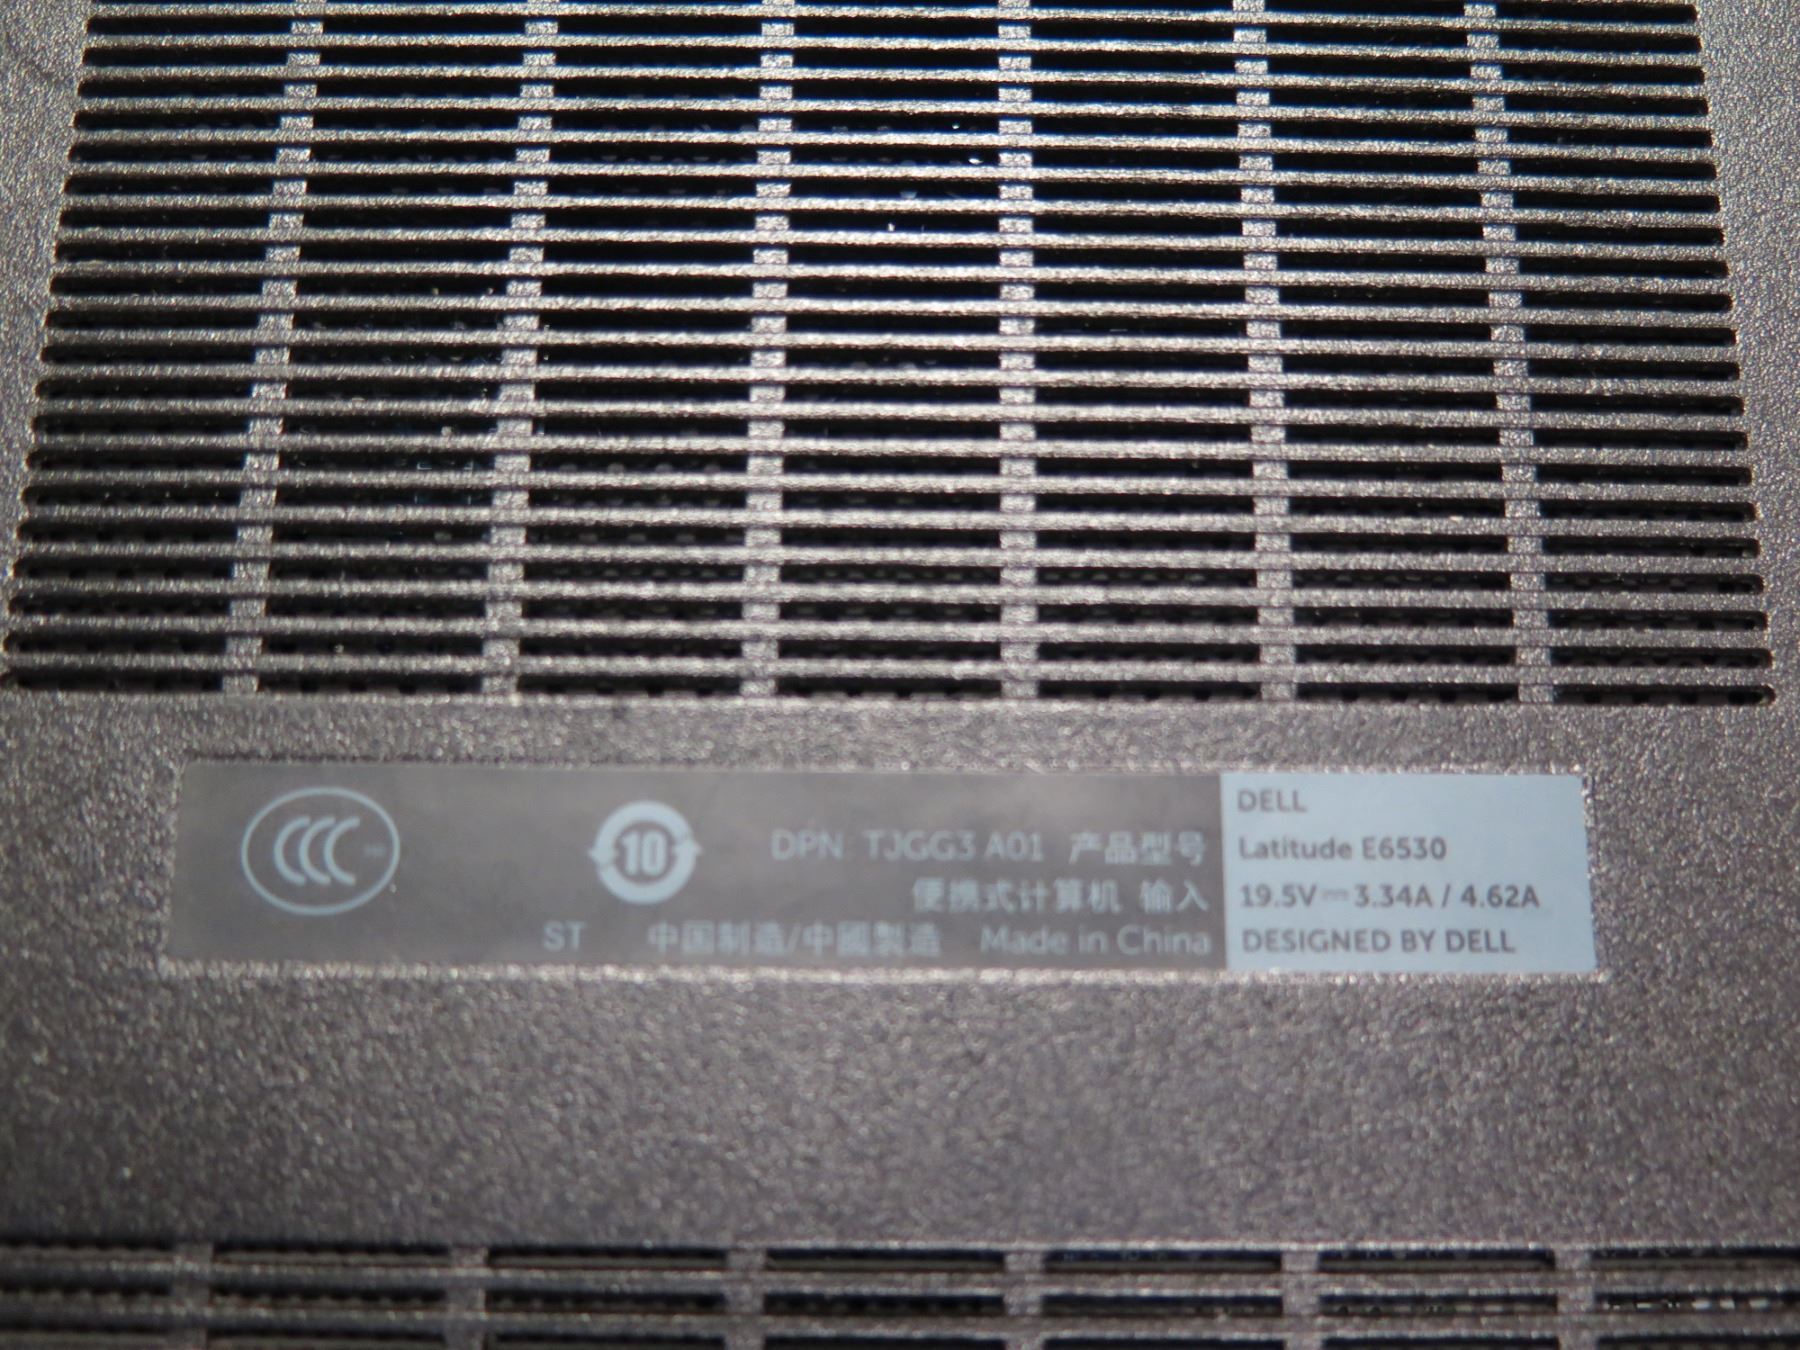 CCC
10
DPN TJGG3 A01 产品型号 DELL Latitude E6530
便携式计算机 输入 19.5V⎓3.34A / 4.62A
ST 中国制造/中國製造 Made in China DESIGNED BY DELL